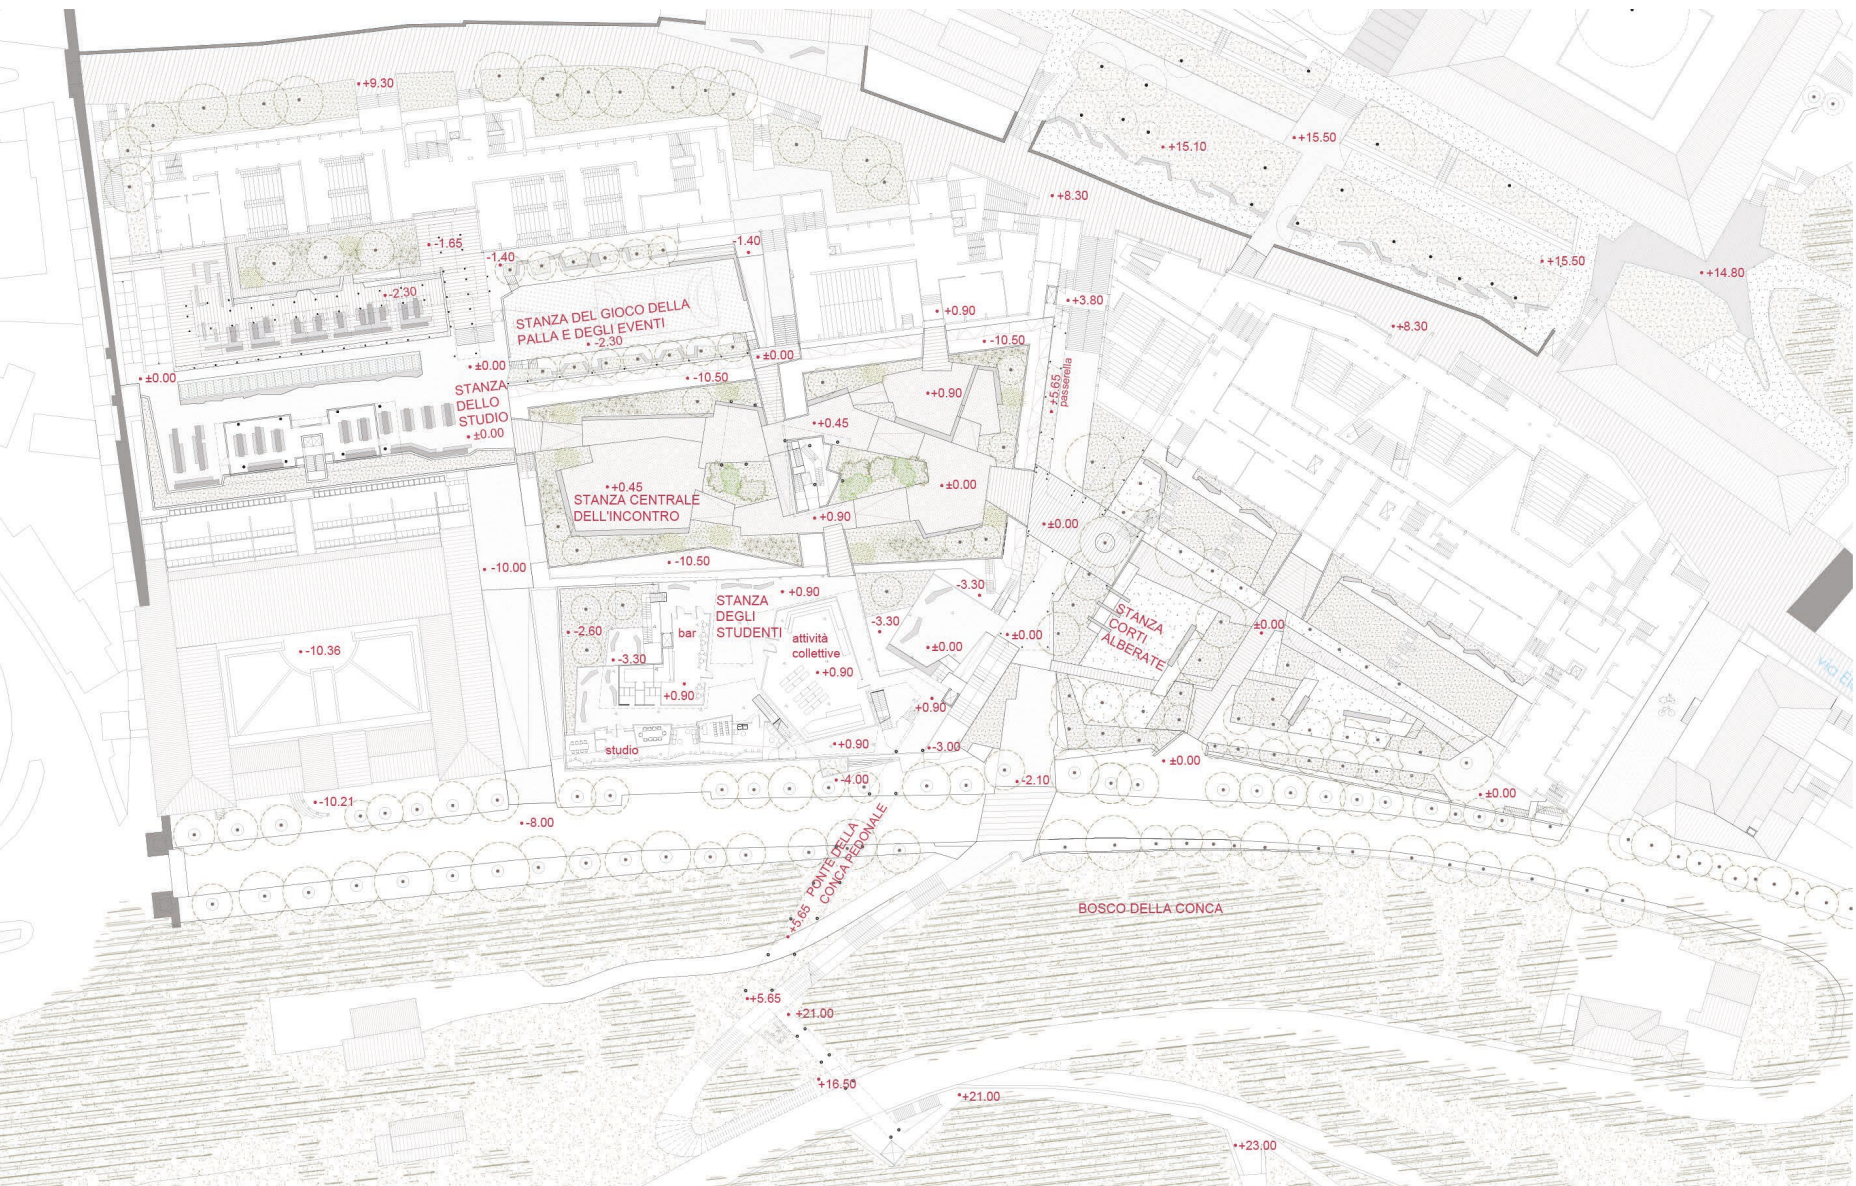 +9.30
+15.10
+15.50
+8.30
-1.65
-1.40
-1.40
+15.50
+14.80
-2.30
STANZA DEL GIOCO DELLA
PALLA E DEGLI EVENTI
-2.30
+3.80
+0.90
+8.30
-10.50
±0.00
±0.00
±0.00
-10.50
STANZA
DELLO
STUDIO
±0.00
+5.65
passerella
+0.90
+0.45
+0.45
STANZA CENTRALE
DELL'INCONTRO
±0.00
+0.90
±0.00
-10.00
-10.50
+0.90
-3.30
STANZA
DEGLI
STUDENTI
-2.60
bar
attività
collettive
-3.30
±0.00
±0.00
STANZA
CORTI
ALBERATE
±0.00
-10.36
-3.30
+0.90
+0.90
+0.90
studio
+0.90
-3.00
±0.00
-4.00
-2.10
±0.00
-10.21
-8.00
+5.65 PONTE DELLA
CONCA PEDONALE
BOSCO DELLA CONCA
+5.65
+21.00
+16.50
+21.00
+23.00